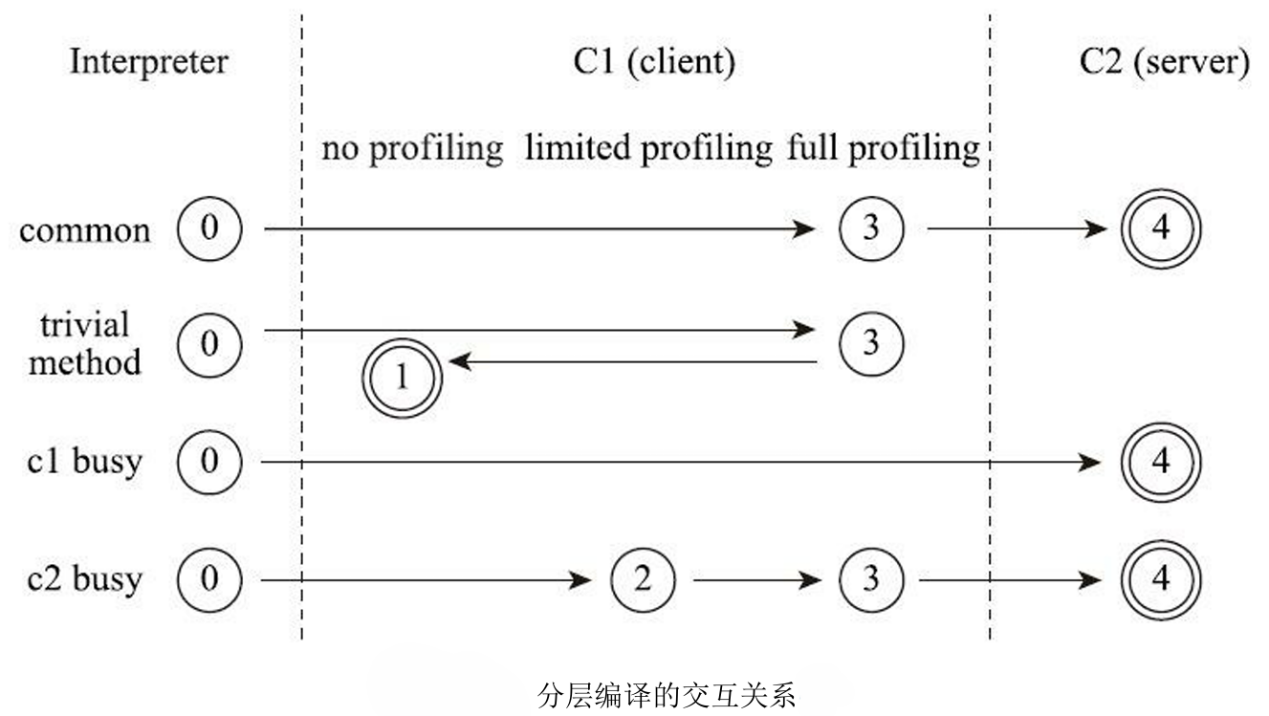 Interpreter C1 (client) C2 (server)
no profiling limited profiling full profiling
common 0 3 4
trivial
method 0 3
1
c1 busy 0 4
c2 busy 0 2 3 4
分层编译的交互关系